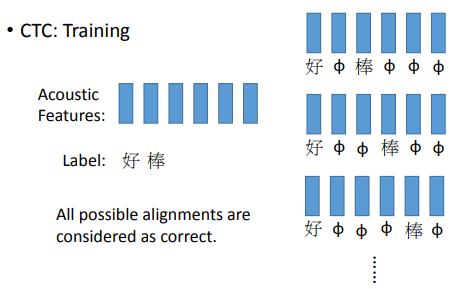 • CTC: Training
Acoustic
Features:
Label: 好 棒
All possible alignments are
considered as correct.
好 ф 棒 ф ф ф
好 ф ф 棒 ф ф
好 ф ф ф 棒 ф